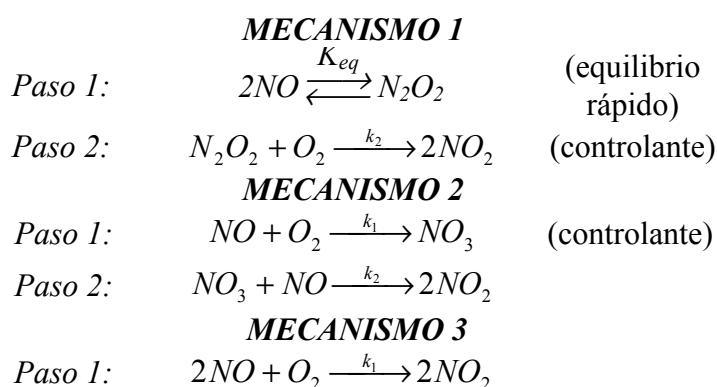 MECANISMO 1
Paso 1: 2NO ⇄ N₂O₂ (equilibrio rápido)
K_eq
Paso 2: N₂O₂ + O₂ —k₂→ 2NO₂ (controlante)
MECANISMO 2
Paso 1: NO + O₂ —k₁→ NO₃ (controlante)
Paso 2: NO₃ + NO —k₂→ 2NO₂
MECANISMO 3
Paso 1: 2NO + O₂ —k₁→ 2NO₂